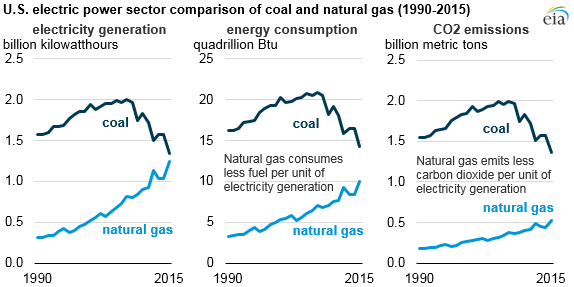 U.S. electric power sector comparison of coal and natural gas (1990-2015)
eia
electricity generation
billion kilowatthours
2.5
2.0
1.5
1.0
0.5
0.0
coal
natural gas
1990 2015
energy consumption
quadrillion Btu
25
20
15
10
5
0
coal
Natural gas consumes
less fuel per unit of
electricity generation
natural gas
1990 2015
CO2 emissions
billion metric tons
2.5
2.0
1.5
1.0
0.5
0.0
coal
Natural gas emits less
carbon dioxide per unit of
electricity generation
natural gas
1990 2015